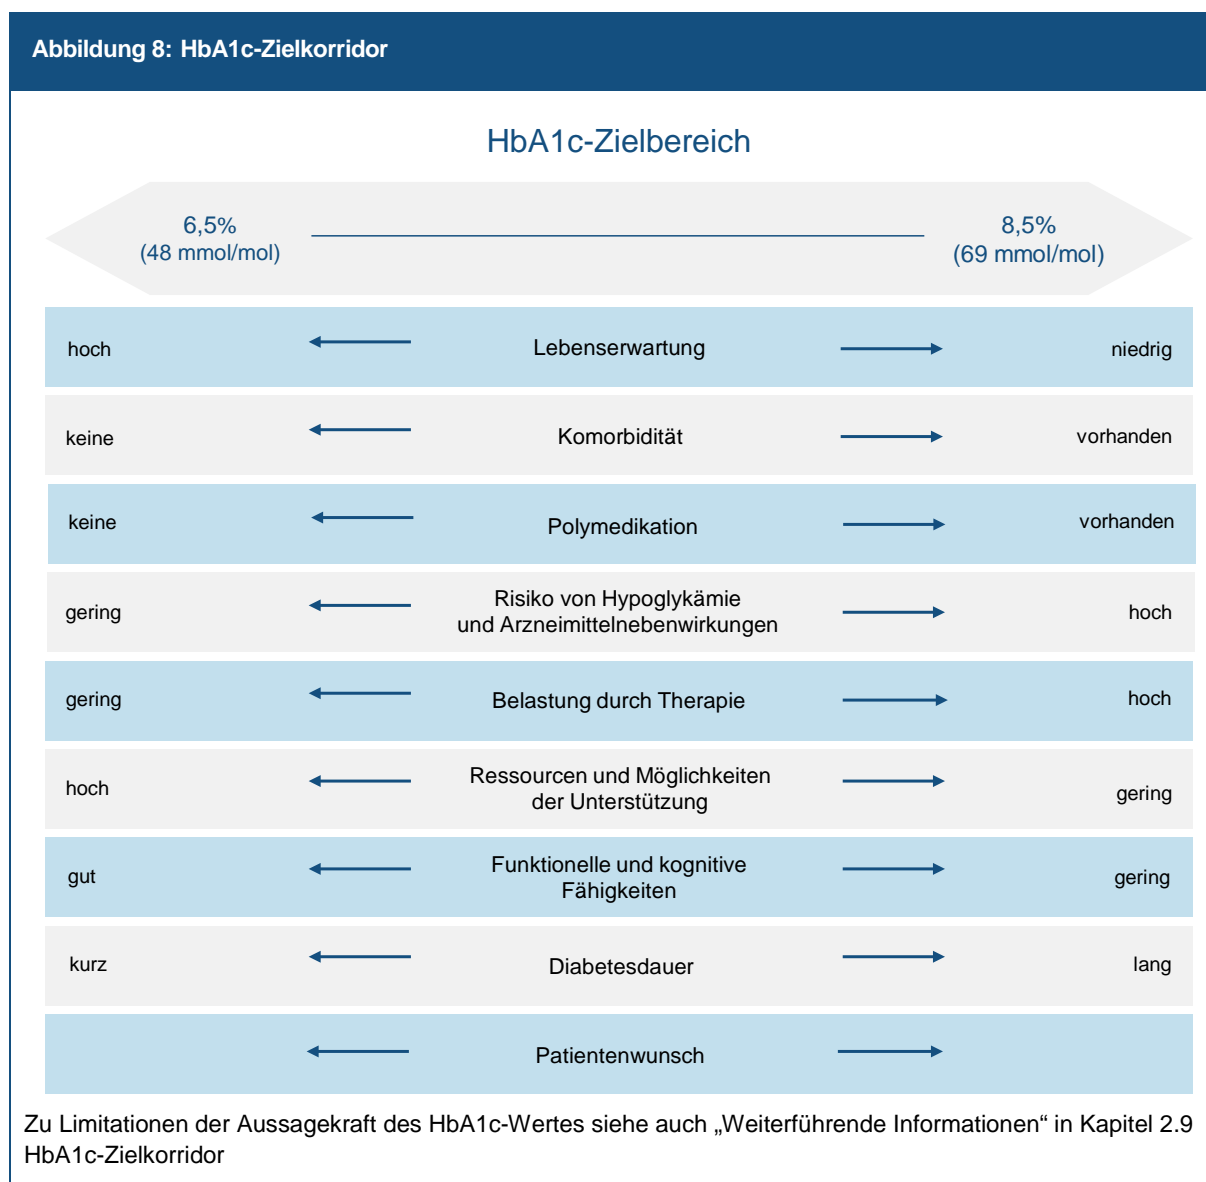 Abbildung 8: HbA1c-Zielkorridor
HbA1c-Zielbereich
6,5%
(48 mmol/mol)
8,5%
(69 mmol/mol)
hoch
Lebenserwartung
niedrig
keine
Komorbidität
vorhanden
keine
Polymedikation
vorhanden
gering
Risiko von Hypoglykämie
und Arzneimittelnebenwirkungen
hoch
gering
Belastung durch Therapie
hoch
hoch
Ressourcen und Möglichkeiten
der Unterstützung
gering
gut
Funktionelle und kognitive
Fähigkeiten
gering
kurz
Diabetesdauer
lang
Patientenwunsch
Zu Limitationen der Aussagekraft des HbA1c-Wertes siehe auch „Weiterführende Informationen“ in Kapitel 2.9
HbA1c-Zielkorridor